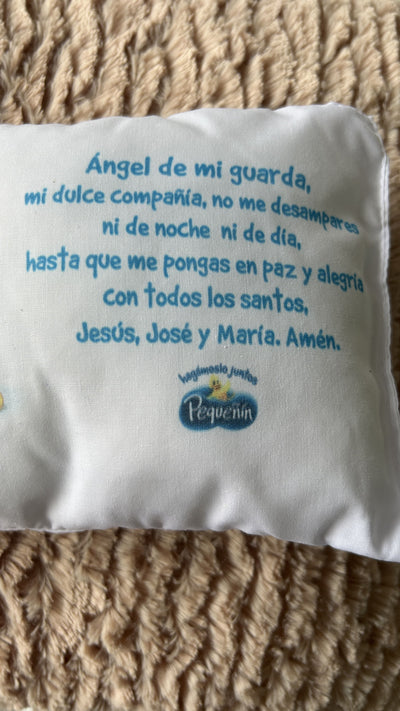 Ángel de mi guarda,
mi dulce compañía, no me desampares
ni de noche ni de día,
hasta que me pongas en paz y alegria
con todos los santos,
Jesús, José y María. Amén.
hagámoslo juntos
Pequeñín